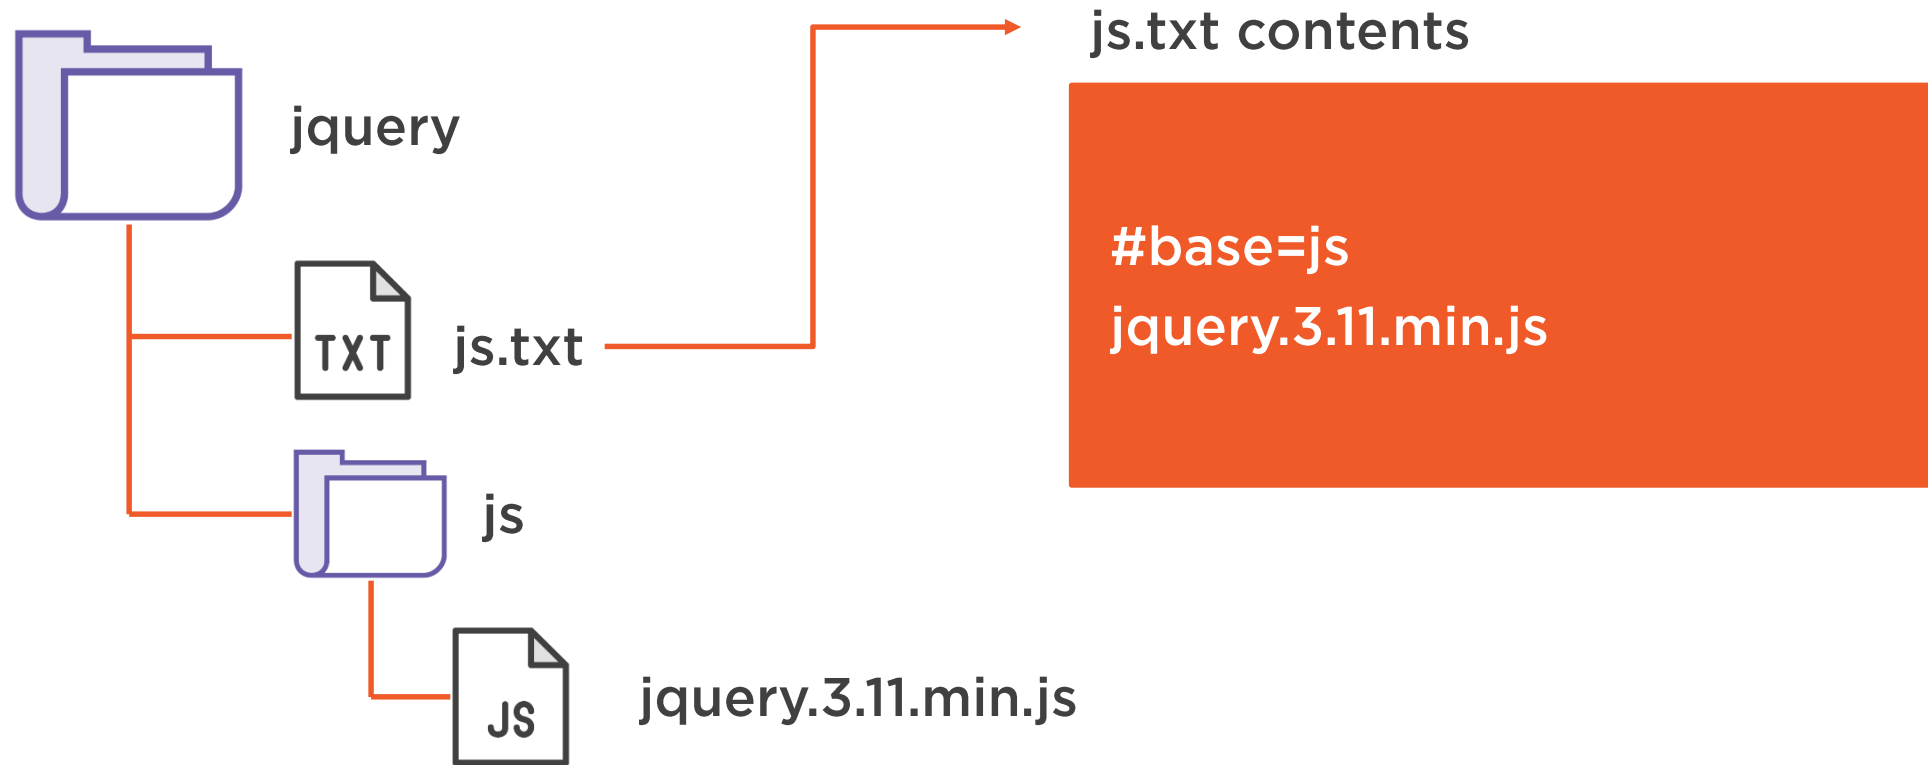 js.txt contents
jquery
#base=js
jquery.3.11.min.js
TXT
js.txt
js
JS
jquery.3.11.min.js